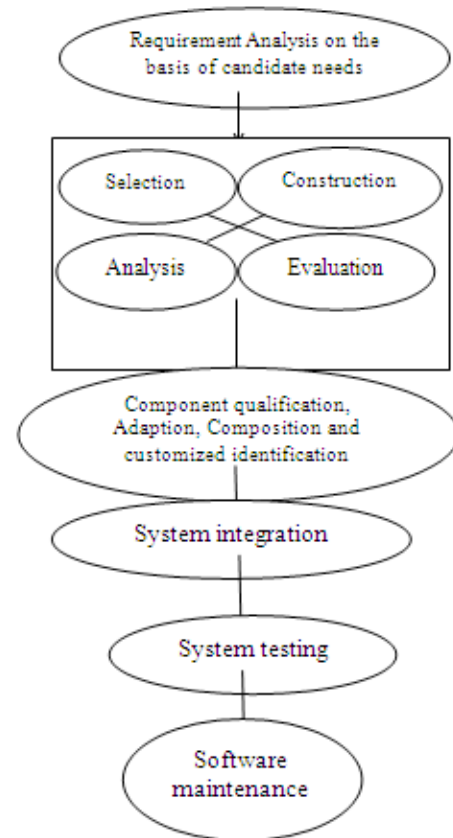 Requirement Analysis on the
basis of candidate needs
Selection
Construction
Analysis
Evaluation
Component qualification,
Adaption, Composition and
customized identification
System integration
System testing
Software
maintenance